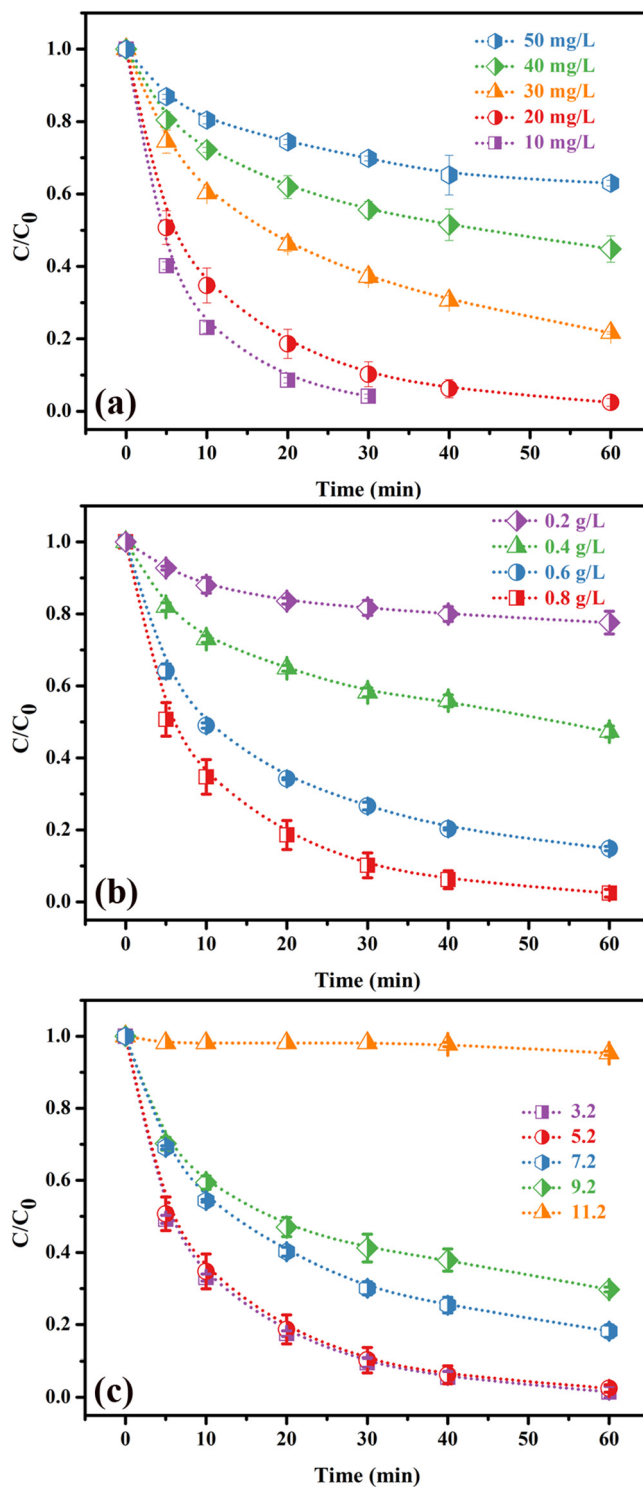 1.0
0.8
0.6
0.4
0.2
0.0
C/C0
50 mg/L
40 mg/L
30 mg/L
20 mg/L
10 mg/L
(a)
0 10 20 30 40 50 60
Time (min)
1.0
0.8
0.6
0.4
0.2
0.0
C/C0
0.2 g/L
0.4 g/L
0.6 g/L
0.8 g/L
(b)
0 10 20 30 40 50 60
Time (min)
1.0
0.8
0.6
0.4
0.2
0.0
C/C0
3.2
5.2
7.2
9.2
11.2
(c)
0 10 20 30 40 50 60
Time (min)